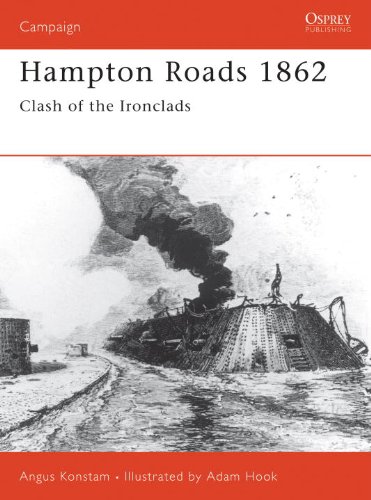 Campaign
OSPREY
PUBLISHING
Hampton Roads 1862
Clash of the Ironclads
Angus Konstam • Illustrated by Adam Hook